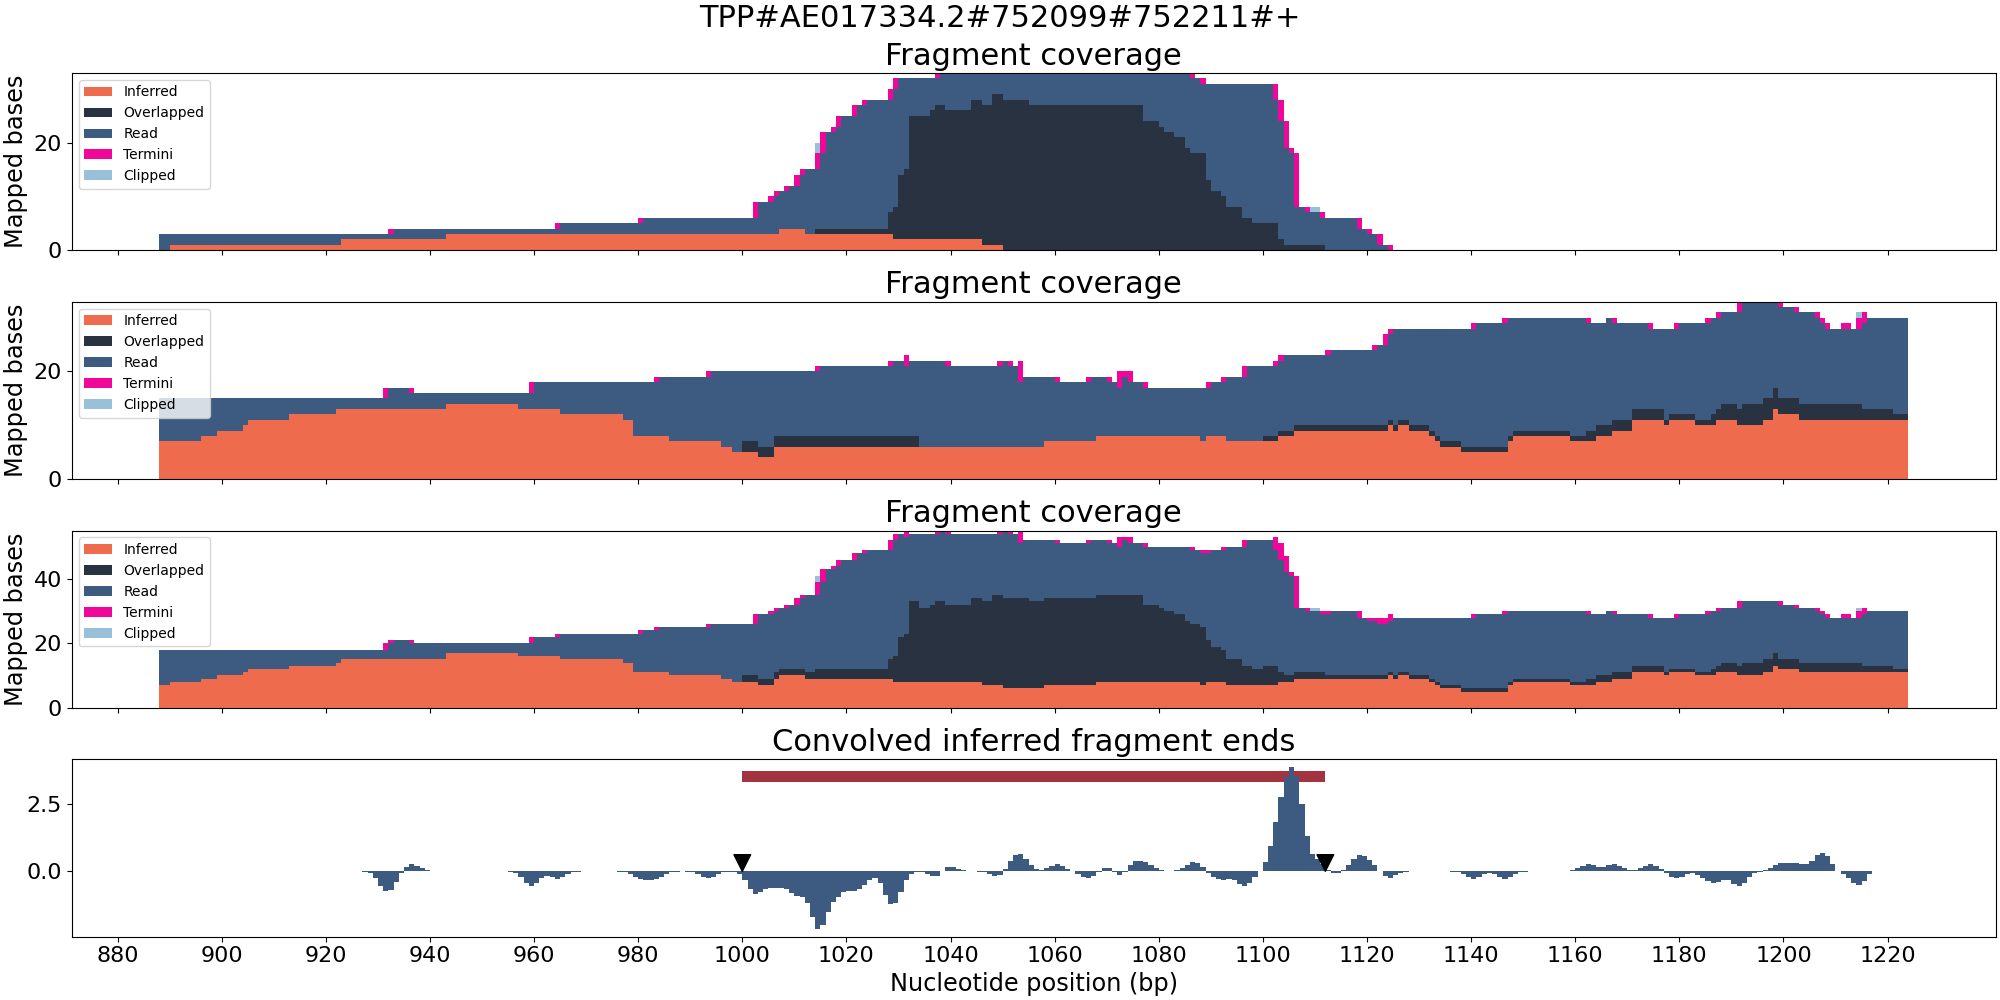 TPP#AE017334.2#752099#752211#+
Fragment coverage
Mapped bases
20
0
Inferred
Overlapped
Read
Termini
Clipped
Fragment coverage
Mapped bases
20
0
Inferred
Overlapped
Read
Termini
Clipped
Fragment coverage
Mapped bases
40
20
0
Inferred
Overlapped
Read
Termini
Clipped
Convolved inferred fragment ends
2.5
0.0
880 900 920 940 960 980 1000 1020 1040 1060 1080 1100 1120 1140 1160 1180 1200 1220
Nucleotide position (bp)